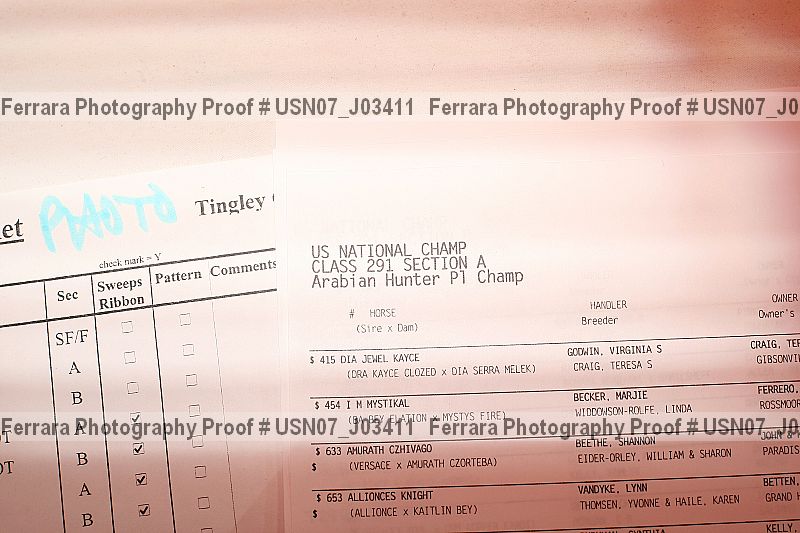 Ferrara Photography Proof # USN07_J03411 Ferrara Photography Proof # USN07_J0
et PHOTO Tingley
check mark = Y
Sec Sweeps Ribbon Pattern Comments
SF/F
A
B
A
B
A
B
US NATIONAL CHAMP
CLASS 291 SECTION A
Arabian Hunter Pl Champ
# HORSE HANDLER OWNER
(Sire x Dam) Breeder Owner's
$ 415 DIA JEWEL KAYCE GODWIN, VIRGINIA S CRAIG, TER
(DRA KAYCE CLOZED x DIA SERRA MELEK) CRAIG, TERESA S GIBSONVI
$ 454 I M MYSTIKAL BECKER, MARJIE FERRERO,
x MYSTYS FIRE) WIDDOWSON-ROLFE, LINDA ROSSMOOR
Ferrara Photography Proof # USN07_J03411 Ferrara Photography Proof # USN07_J0
$ 633 AMURATH CZHIVAGO BEETHE, SHANNON JOHN &
$ (VERSACE x AMURATH CZORTEBA) EIDER-ORLEY, WILLIAM & SHARON PARADIS
$ 653 ALLIONCES KNIGHT VANDYKE, LYNN BETTEN,
$ (ALLIONCE x KAITLIN BEY) THOMSEN, YVONNE & HAILE, KAREN GRAND H
KELLY,